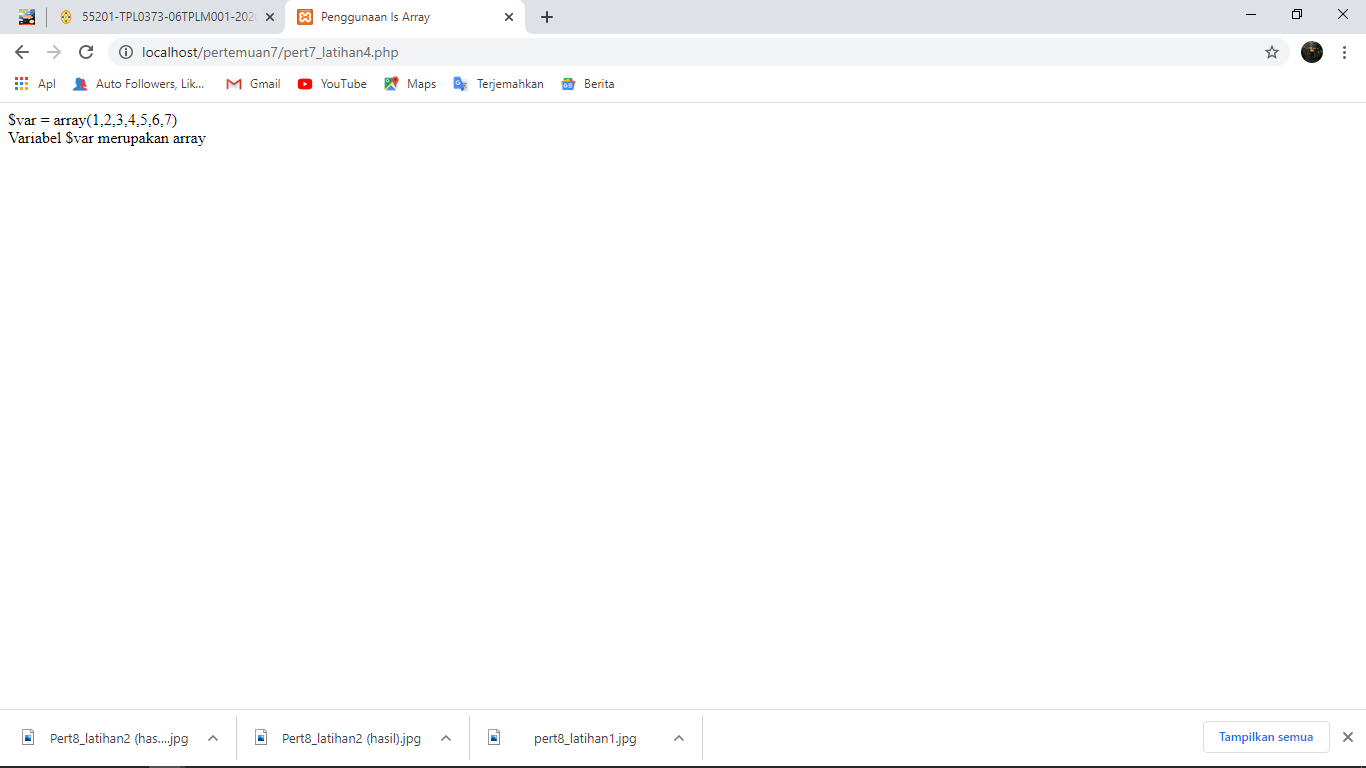 55201-TPL0373-06TPLM001-202
Penggunaan Is Array
localhost/pertemuan7/pert7_latihan4.php
Apl
Auto Followers, Lik...
Gmail
YouTube
Maps
Terjemahkan
Berita
$var = array(1,2,3,4,5,6,7)
Variabel $var merupakan array
Pert8_latihan2 (has....jpg
Pert8_latihan2 (hasil).jpg
pert8_latihan1.jpg
Tampilkan semua